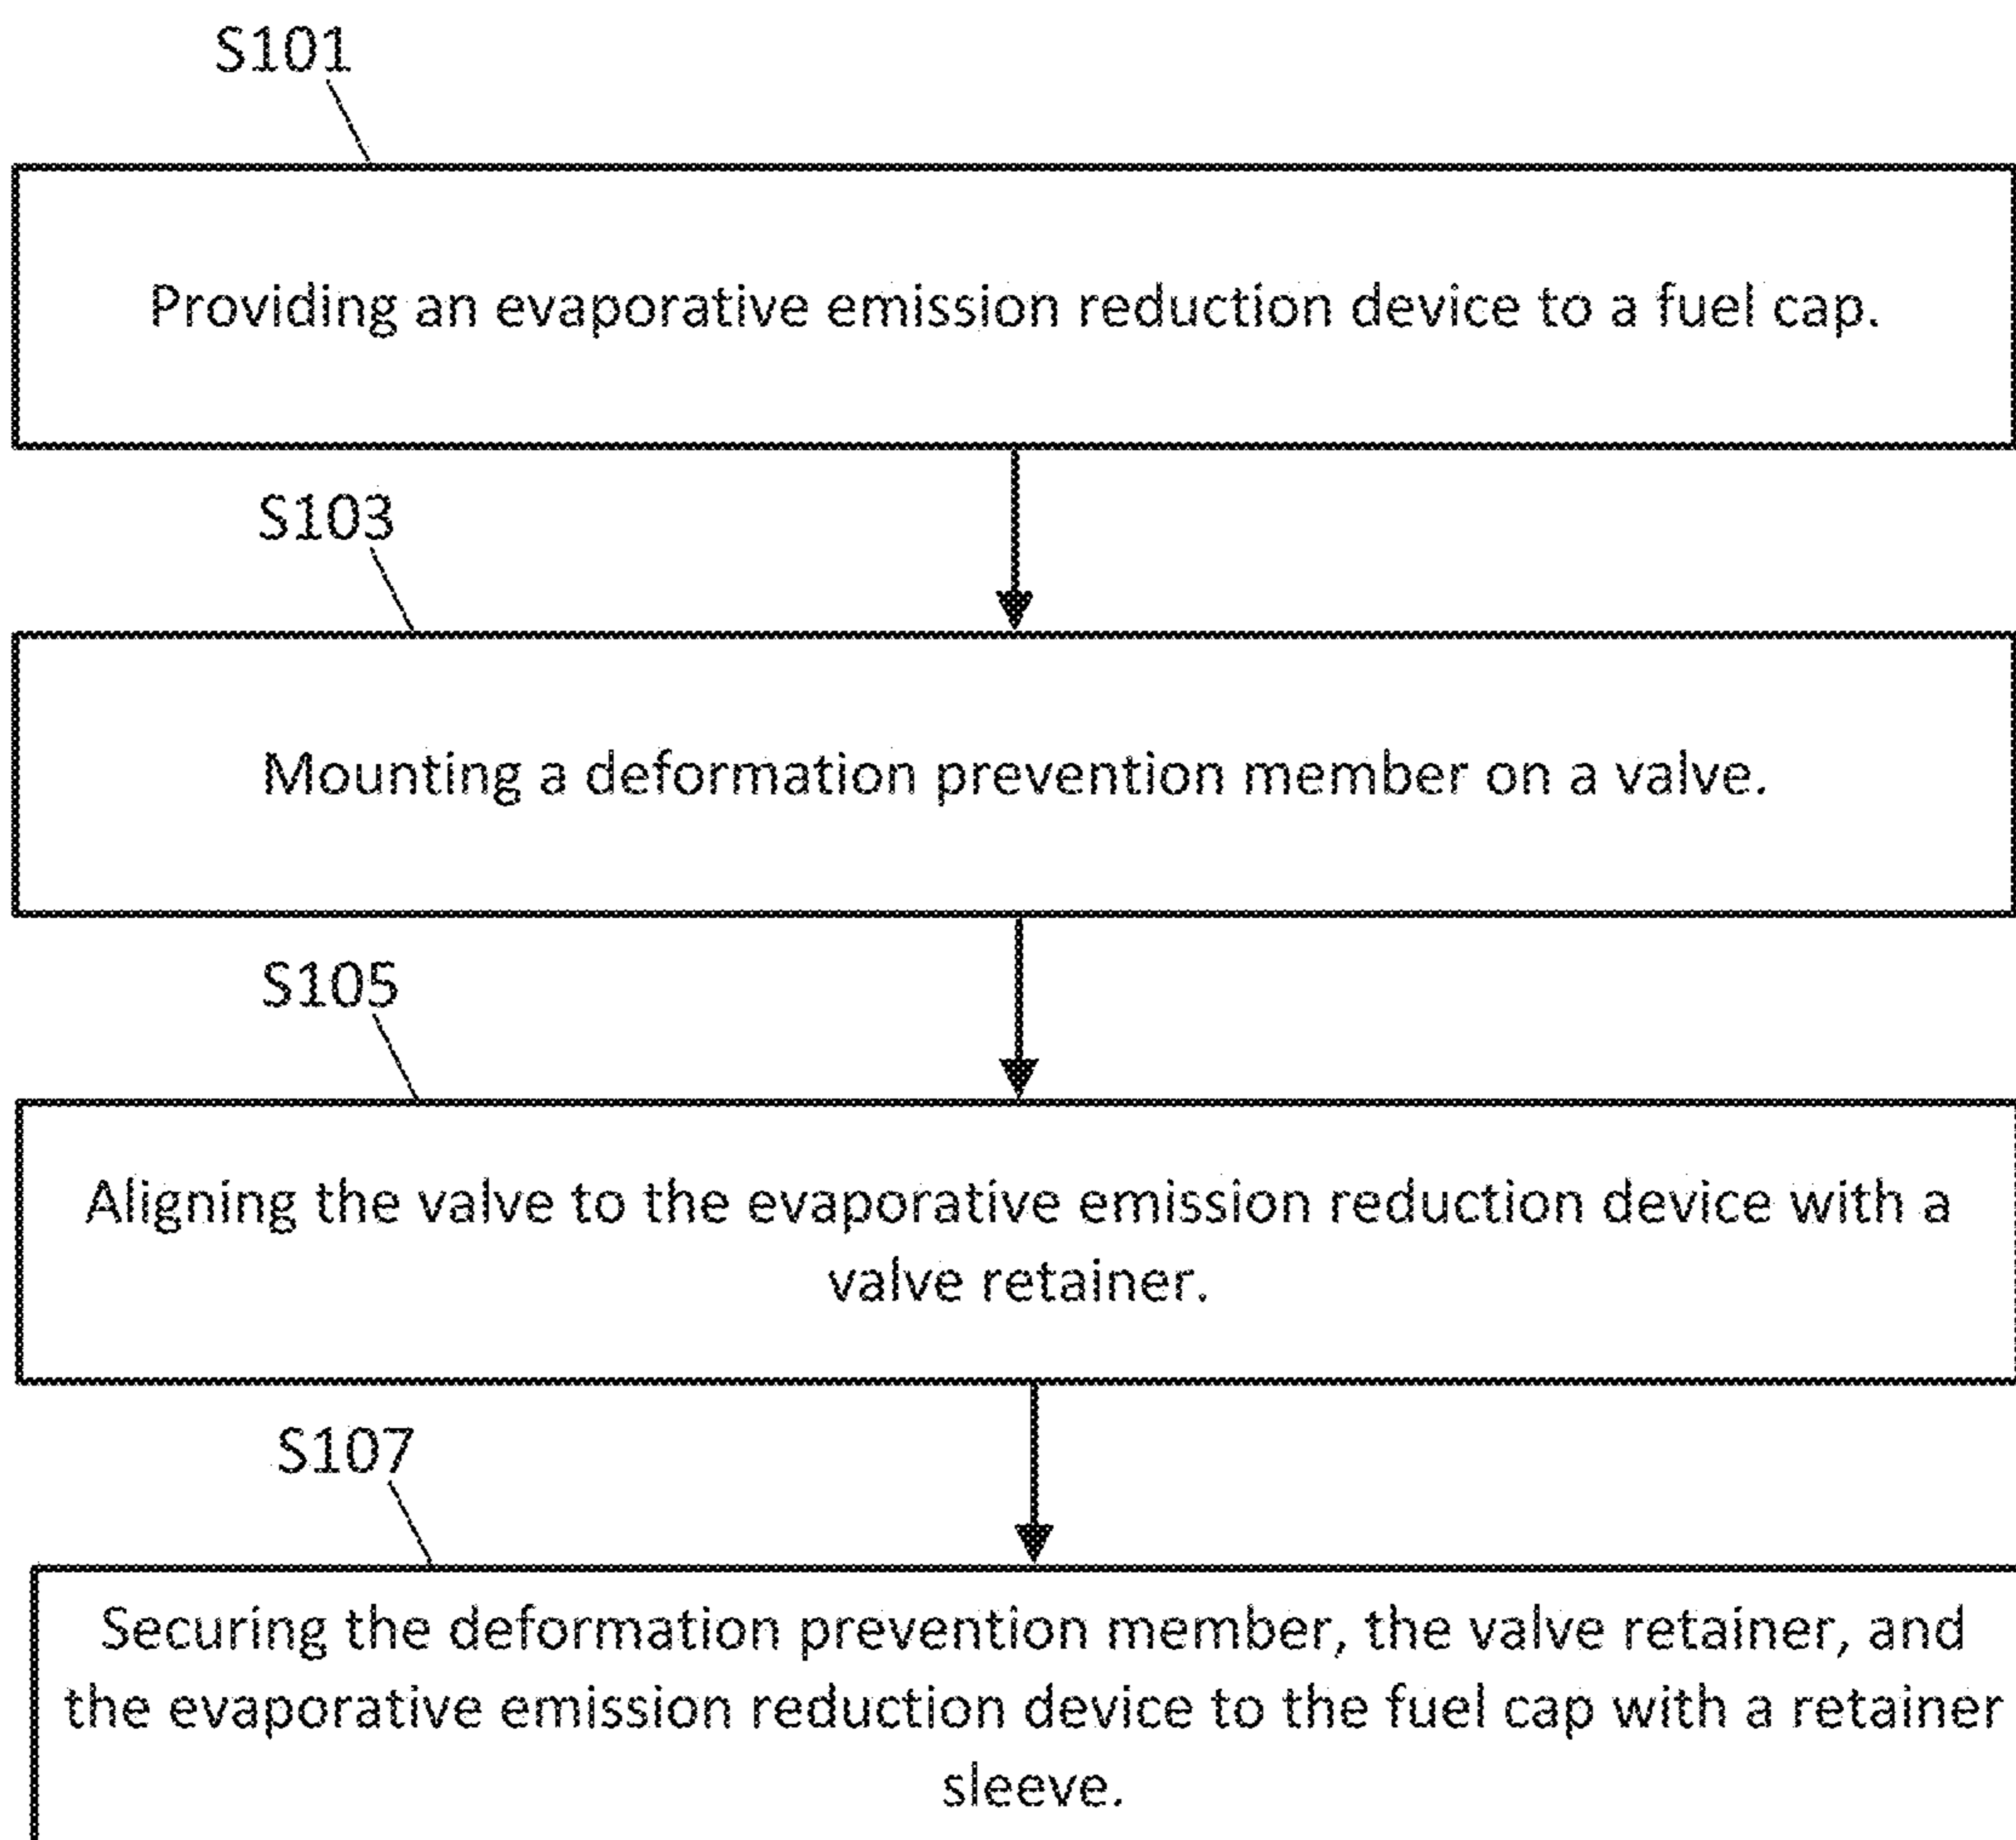 S101
Providing an evaporative emission reduction device to a fuel cap.
S103
Mounting a deformation prevention member on a valve.
S105
Aligning the valve to the evaporative emission reduction device with a
valve retainer.
S107
Securing the deformation prevention member, the valve retainer, and
the evaporative emission reduction device to the fuel cap with a retainer
sleeve.